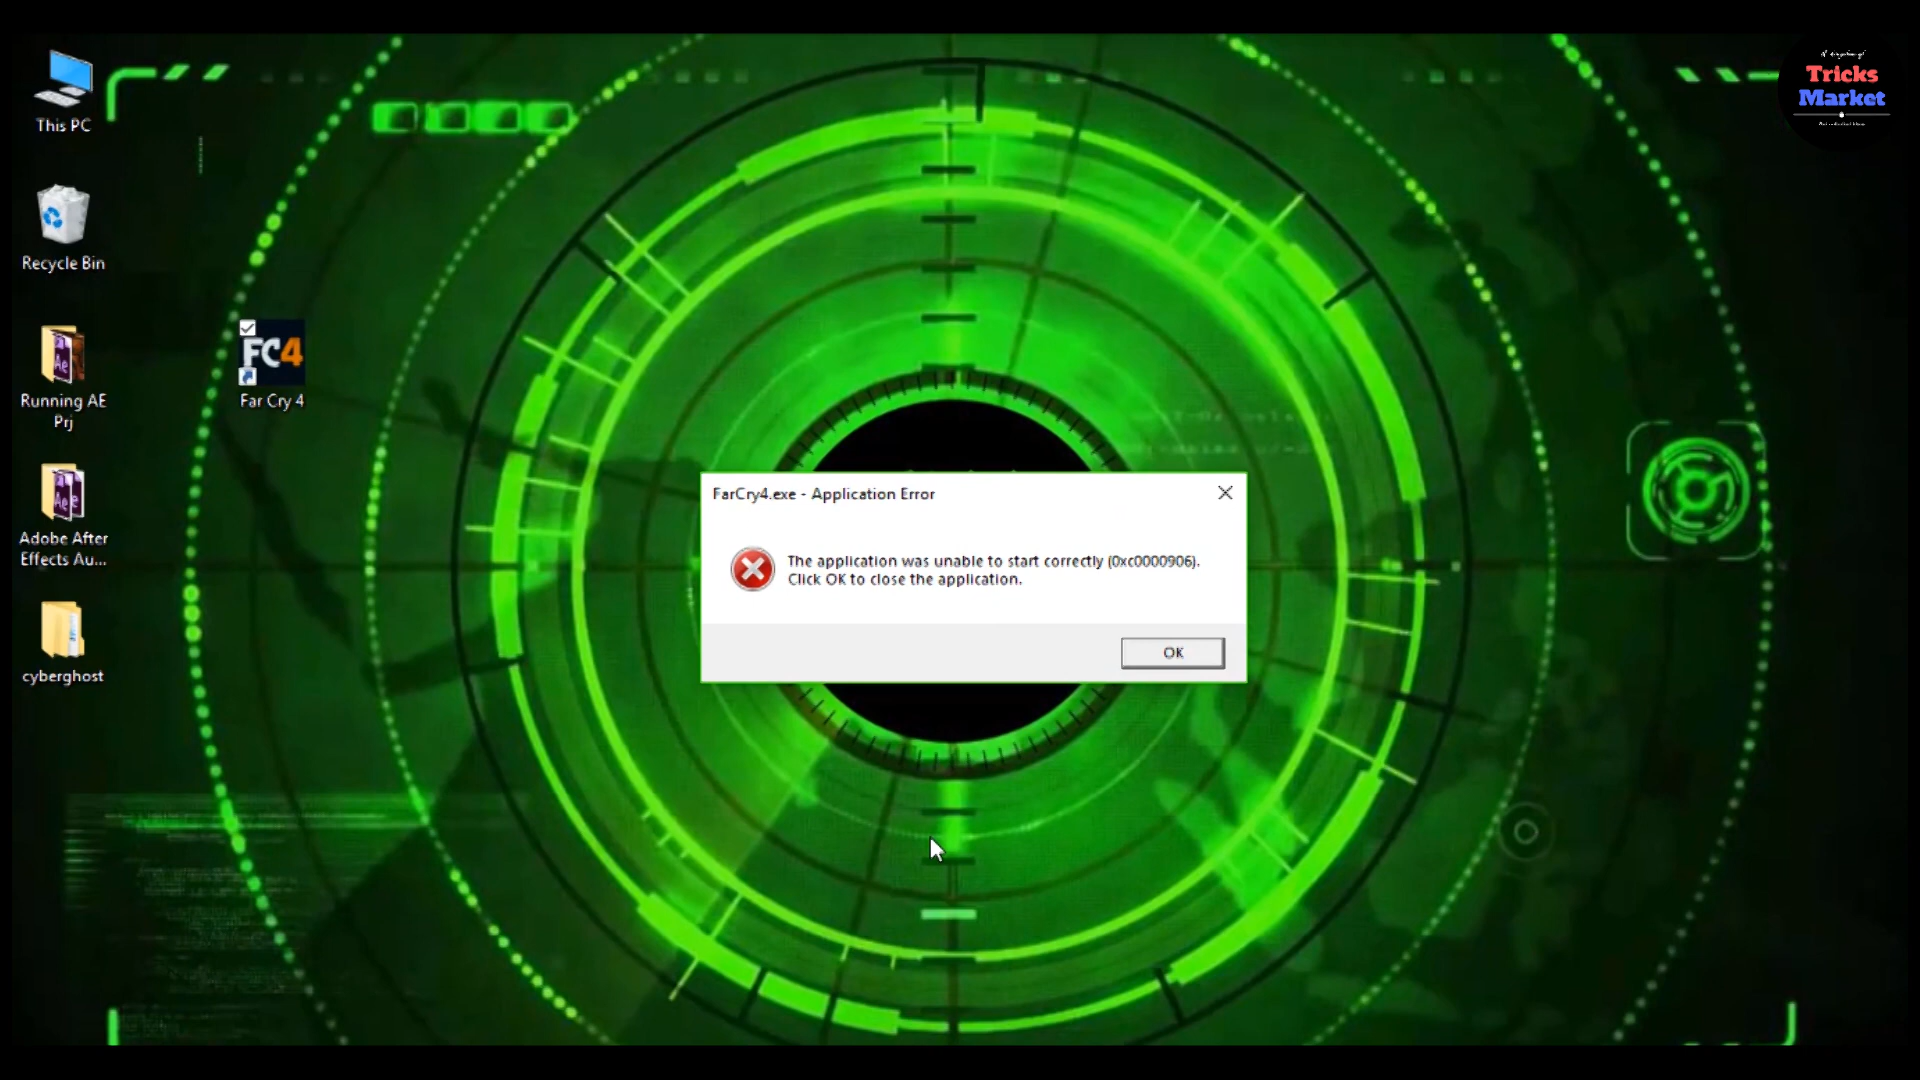 This PC
Recycle Bin
Running AE
Prj
Adobe After
Effects Au...
cyberghost
FC4
Far Cry 4
FarCry4.exe - Application Error
The application was unable to start correctly (0xc0000906).
Click OK to close the application.
OK
Tricks
Market